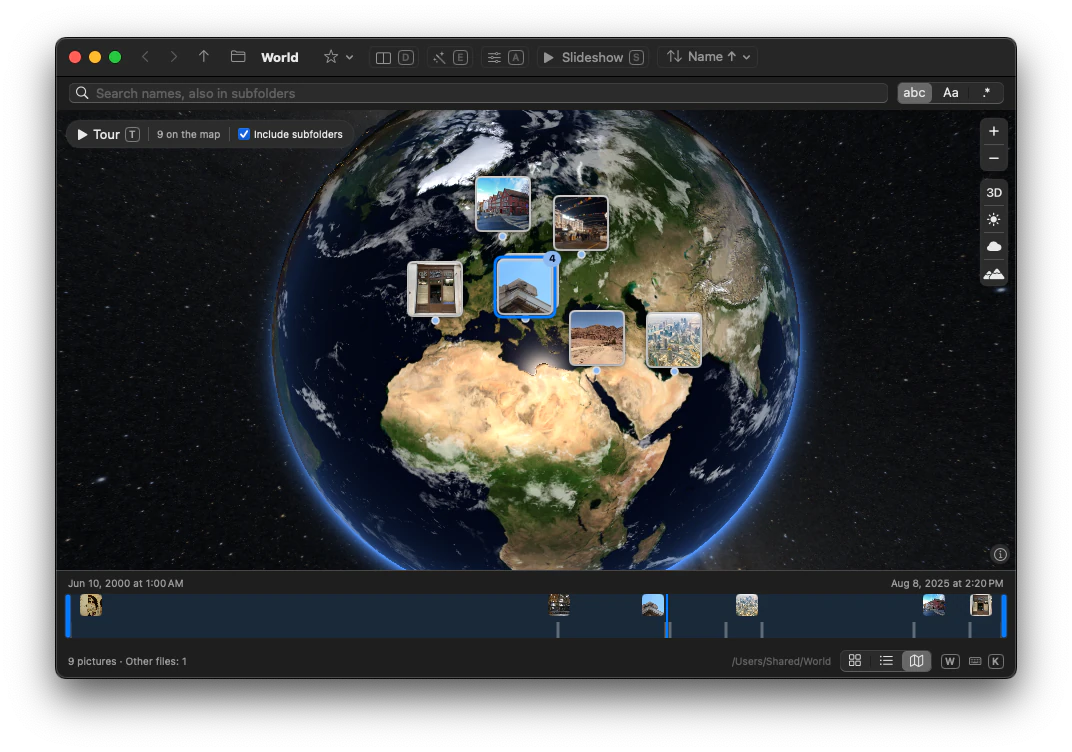 World
D
E
A
Slideshow S
Name ↑
Search names, also in subfolders
abc
Aa
.*
Tour T
9 on the map
Include subfolders
+
−
3D
4
Jun 10, 2000 at 1:00 AM
Aug 8, 2025 at 2:20 PM
9 pictures · Other files: 1
/Users/Shared/World
W
K